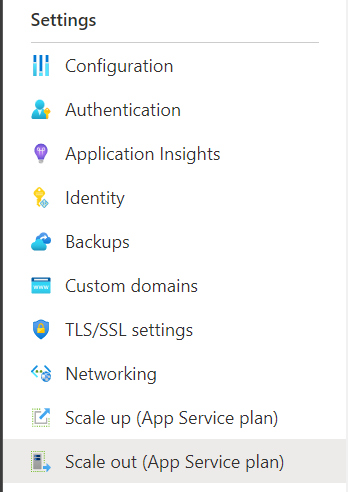 Settings
Configuration
Authentication
Application Insights
Identity
Backups
www
Custom domains
TLS/SSL settings
Networking
Scale up (App Service plan)
Scale out (App Service plan)